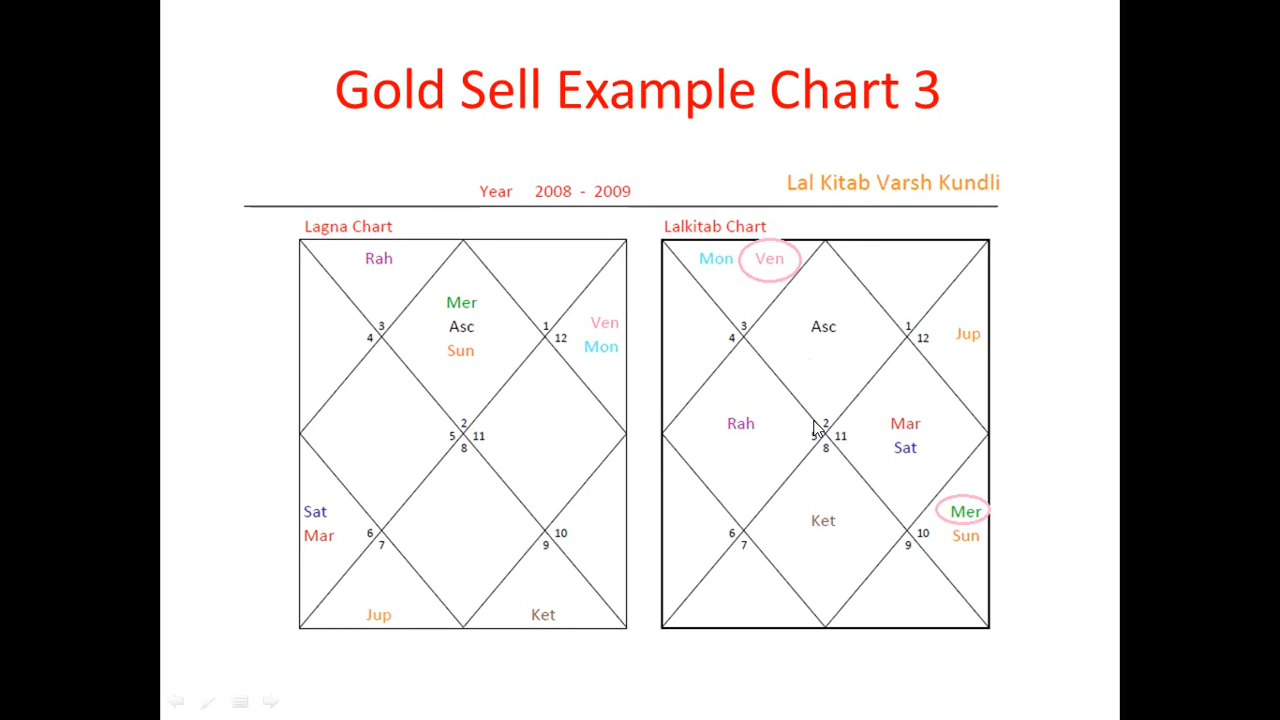 Gold Sell Example Chart 3
Year 2008 - 2009
Lal Kitab Varsh Kundli
Lagna Chart
Rah
Mer
Asc
Sun
Ven
Mon
3
4
1
12
2
5
11
8
Sat
Mar
6
7
10
9
Jup
Ket
Lalkitab Chart
Mon Ven
Asc
Jup
3
4
1
12
Rah
Mar
Sat
2
11
8
Ket
Mer
Sun
6
7
10
9